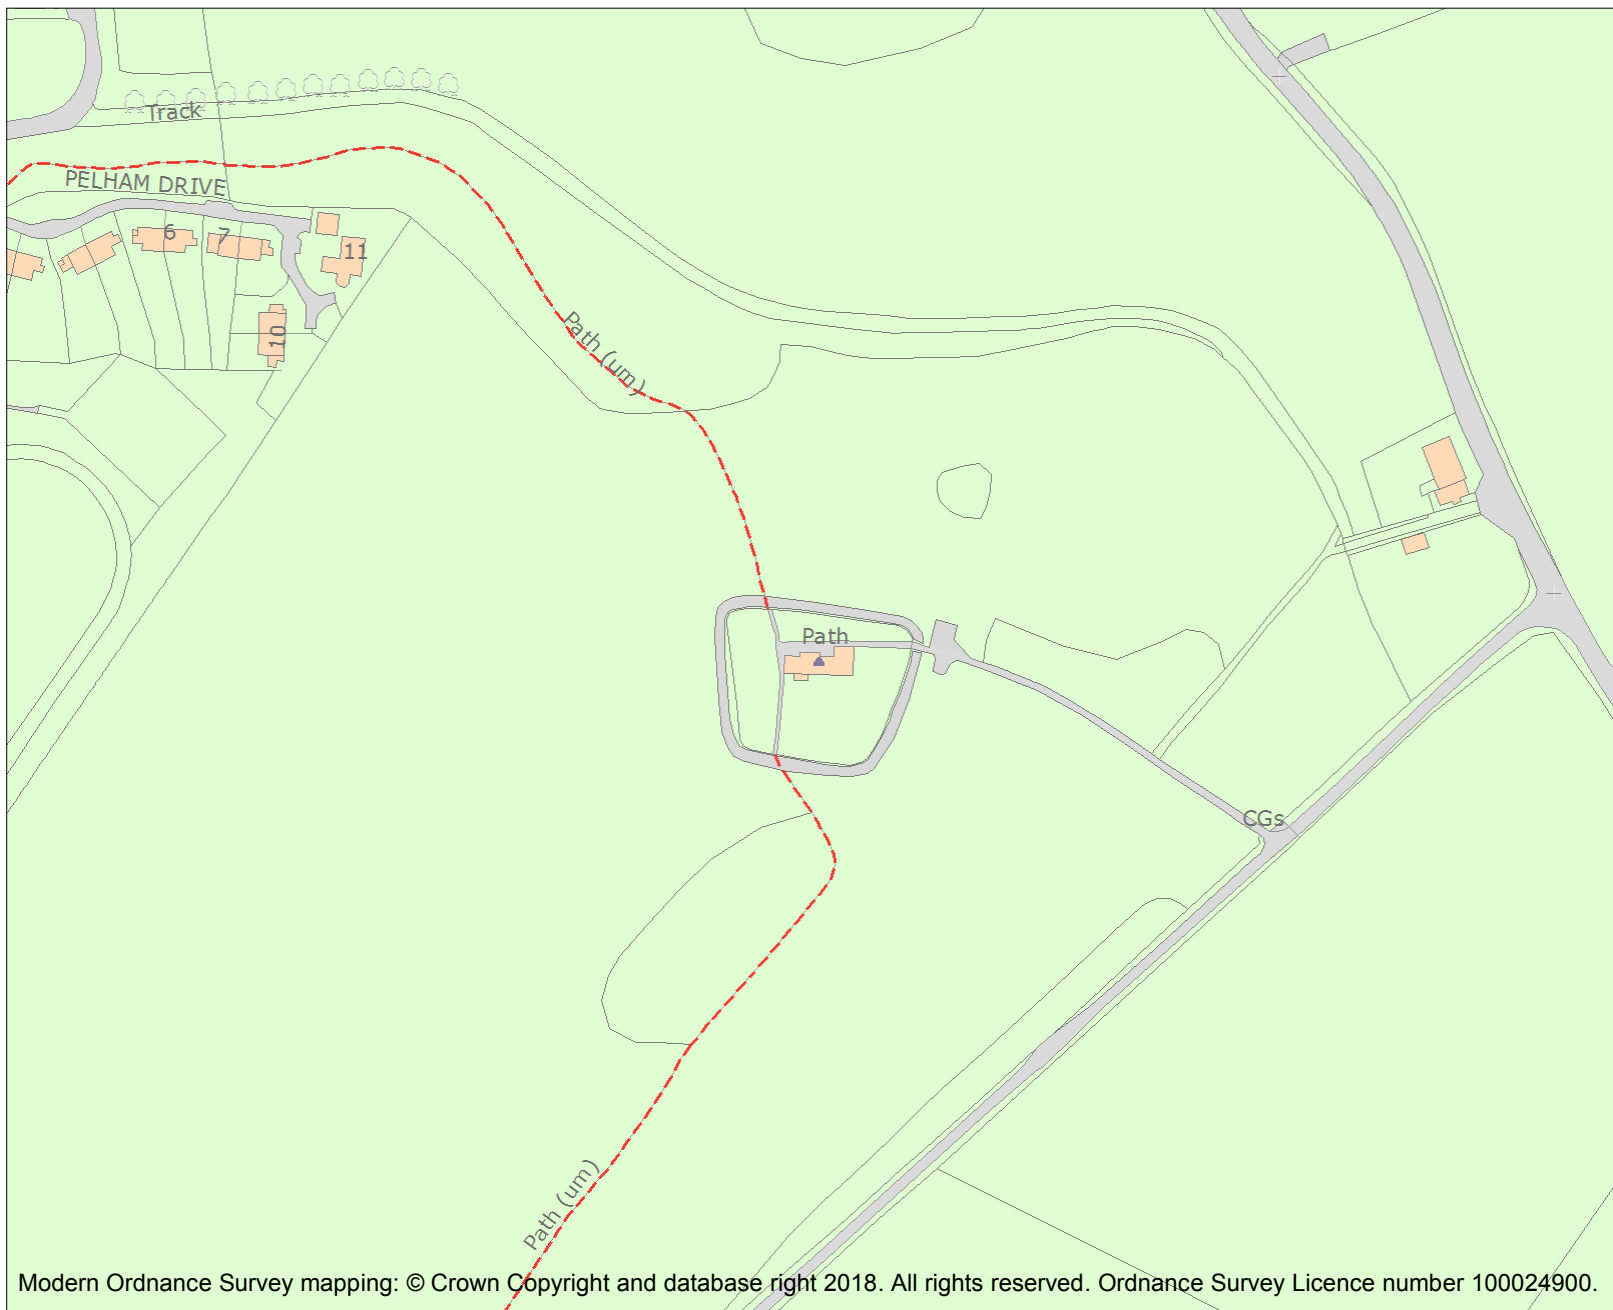 Track
PELHAM DRIVE
6
7
11
10
Path (um)
Path
CGs
Path (um)
Modern Ordnance Survey mapping: © Crown Copyright and database right 2018. All rights reserved. Ordnance Survey Licence number 100024900.